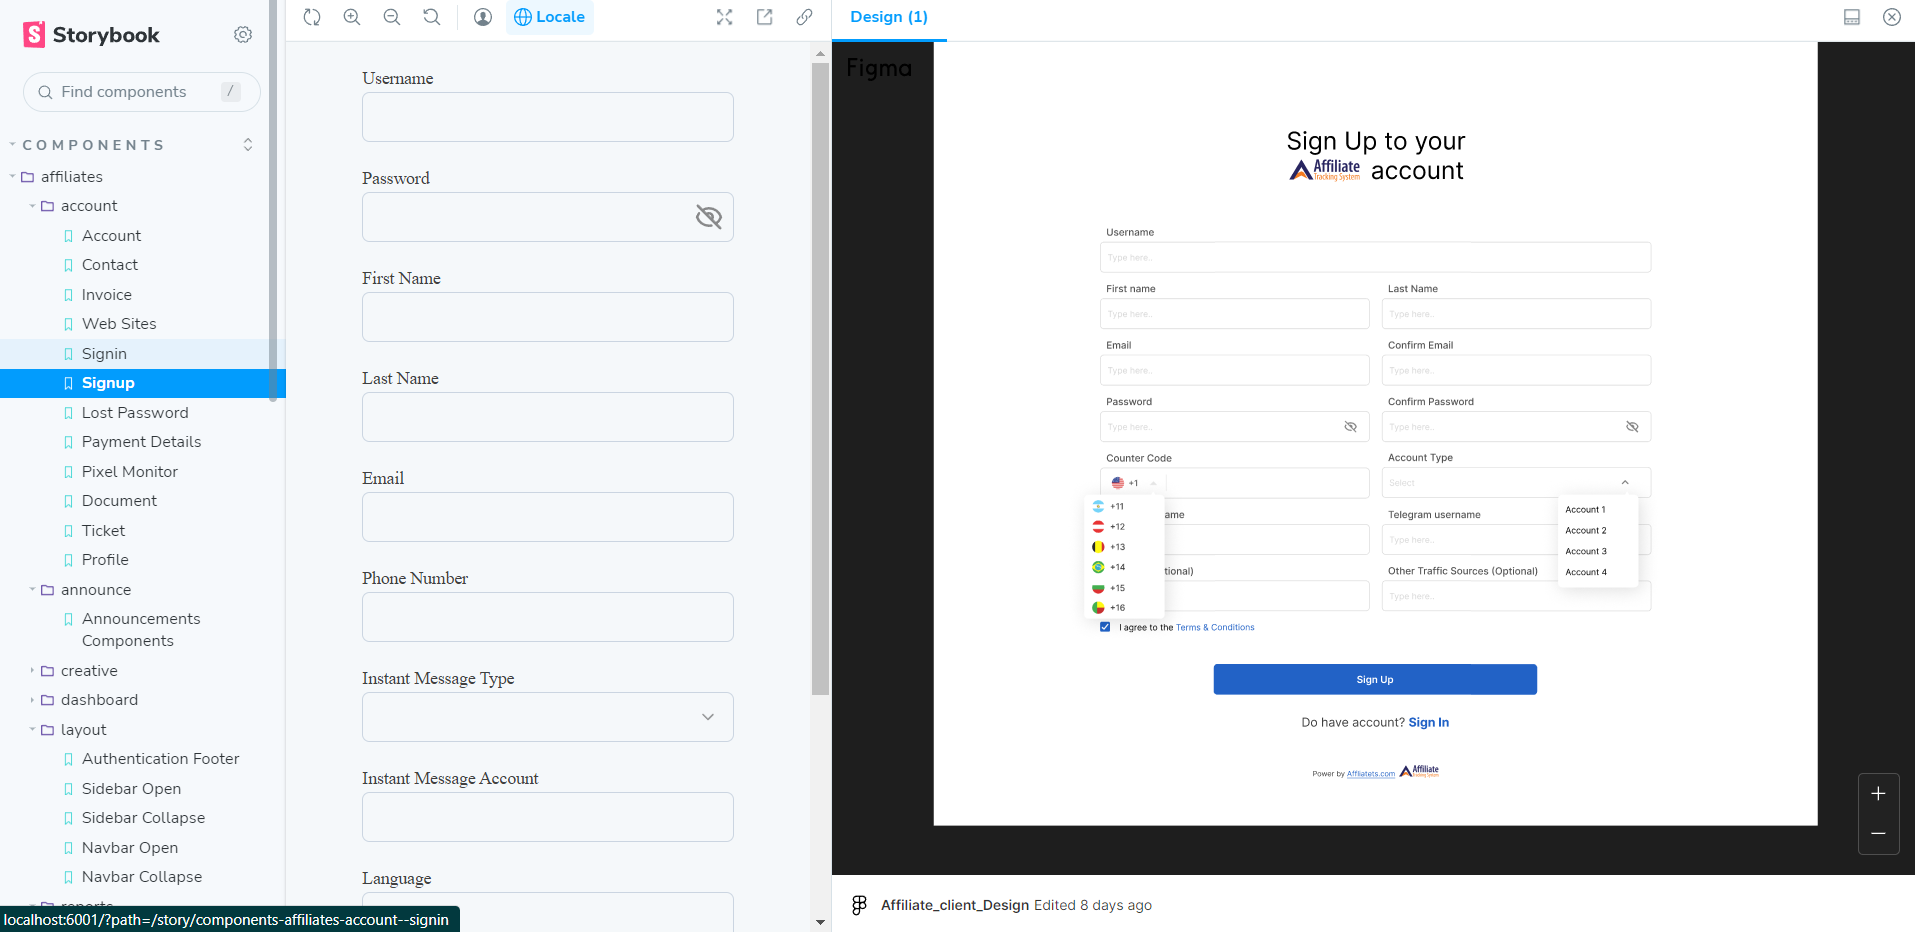 Storybook
Find components
/
COMPONENTS
affiliates
account
Account
Contact
Invoice
Web Sites
Signin
Signup
Lost Password
Payment Details
Pixel Monitor
Document
Ticket
Profile
announce
Announcements
Components
creative
dashboard
layout
Authentication Footer
Sidebar Open
Sidebar Collapse
Navbar Open
Navbar Collapse
reports
localhost:6001/?path=/story/components-affiliates-account--signin
Locale
Username
Password
First Name
Last Name
Email
Phone Number
Instant Message Type
Instant Message Account
Language
Design (1)
Figma
Sign Up to your
Affiliate
Tracking System
account
Username
Type here..
First name
Last Name
Type here..
Type here..
Email
Confirm Email
Type here..
Type here..
Password
Confirm Password
Type here..
Type here..
Counter Code
Account Type
+1
Select
+11
+12
+13
+14
+15
+16
Account 1
Account 2
Account 3
Account 4
ame
Telegram username
Type here..
tional)
Other Traffic Sources (Optional)
Type here..
I agree to the Terms & Conditions
Sign Up
Do have account? Sign In
Power by Affliatets.com
Affiliate
Tracking System
Affiliate_client_Design Edited 8 days ago